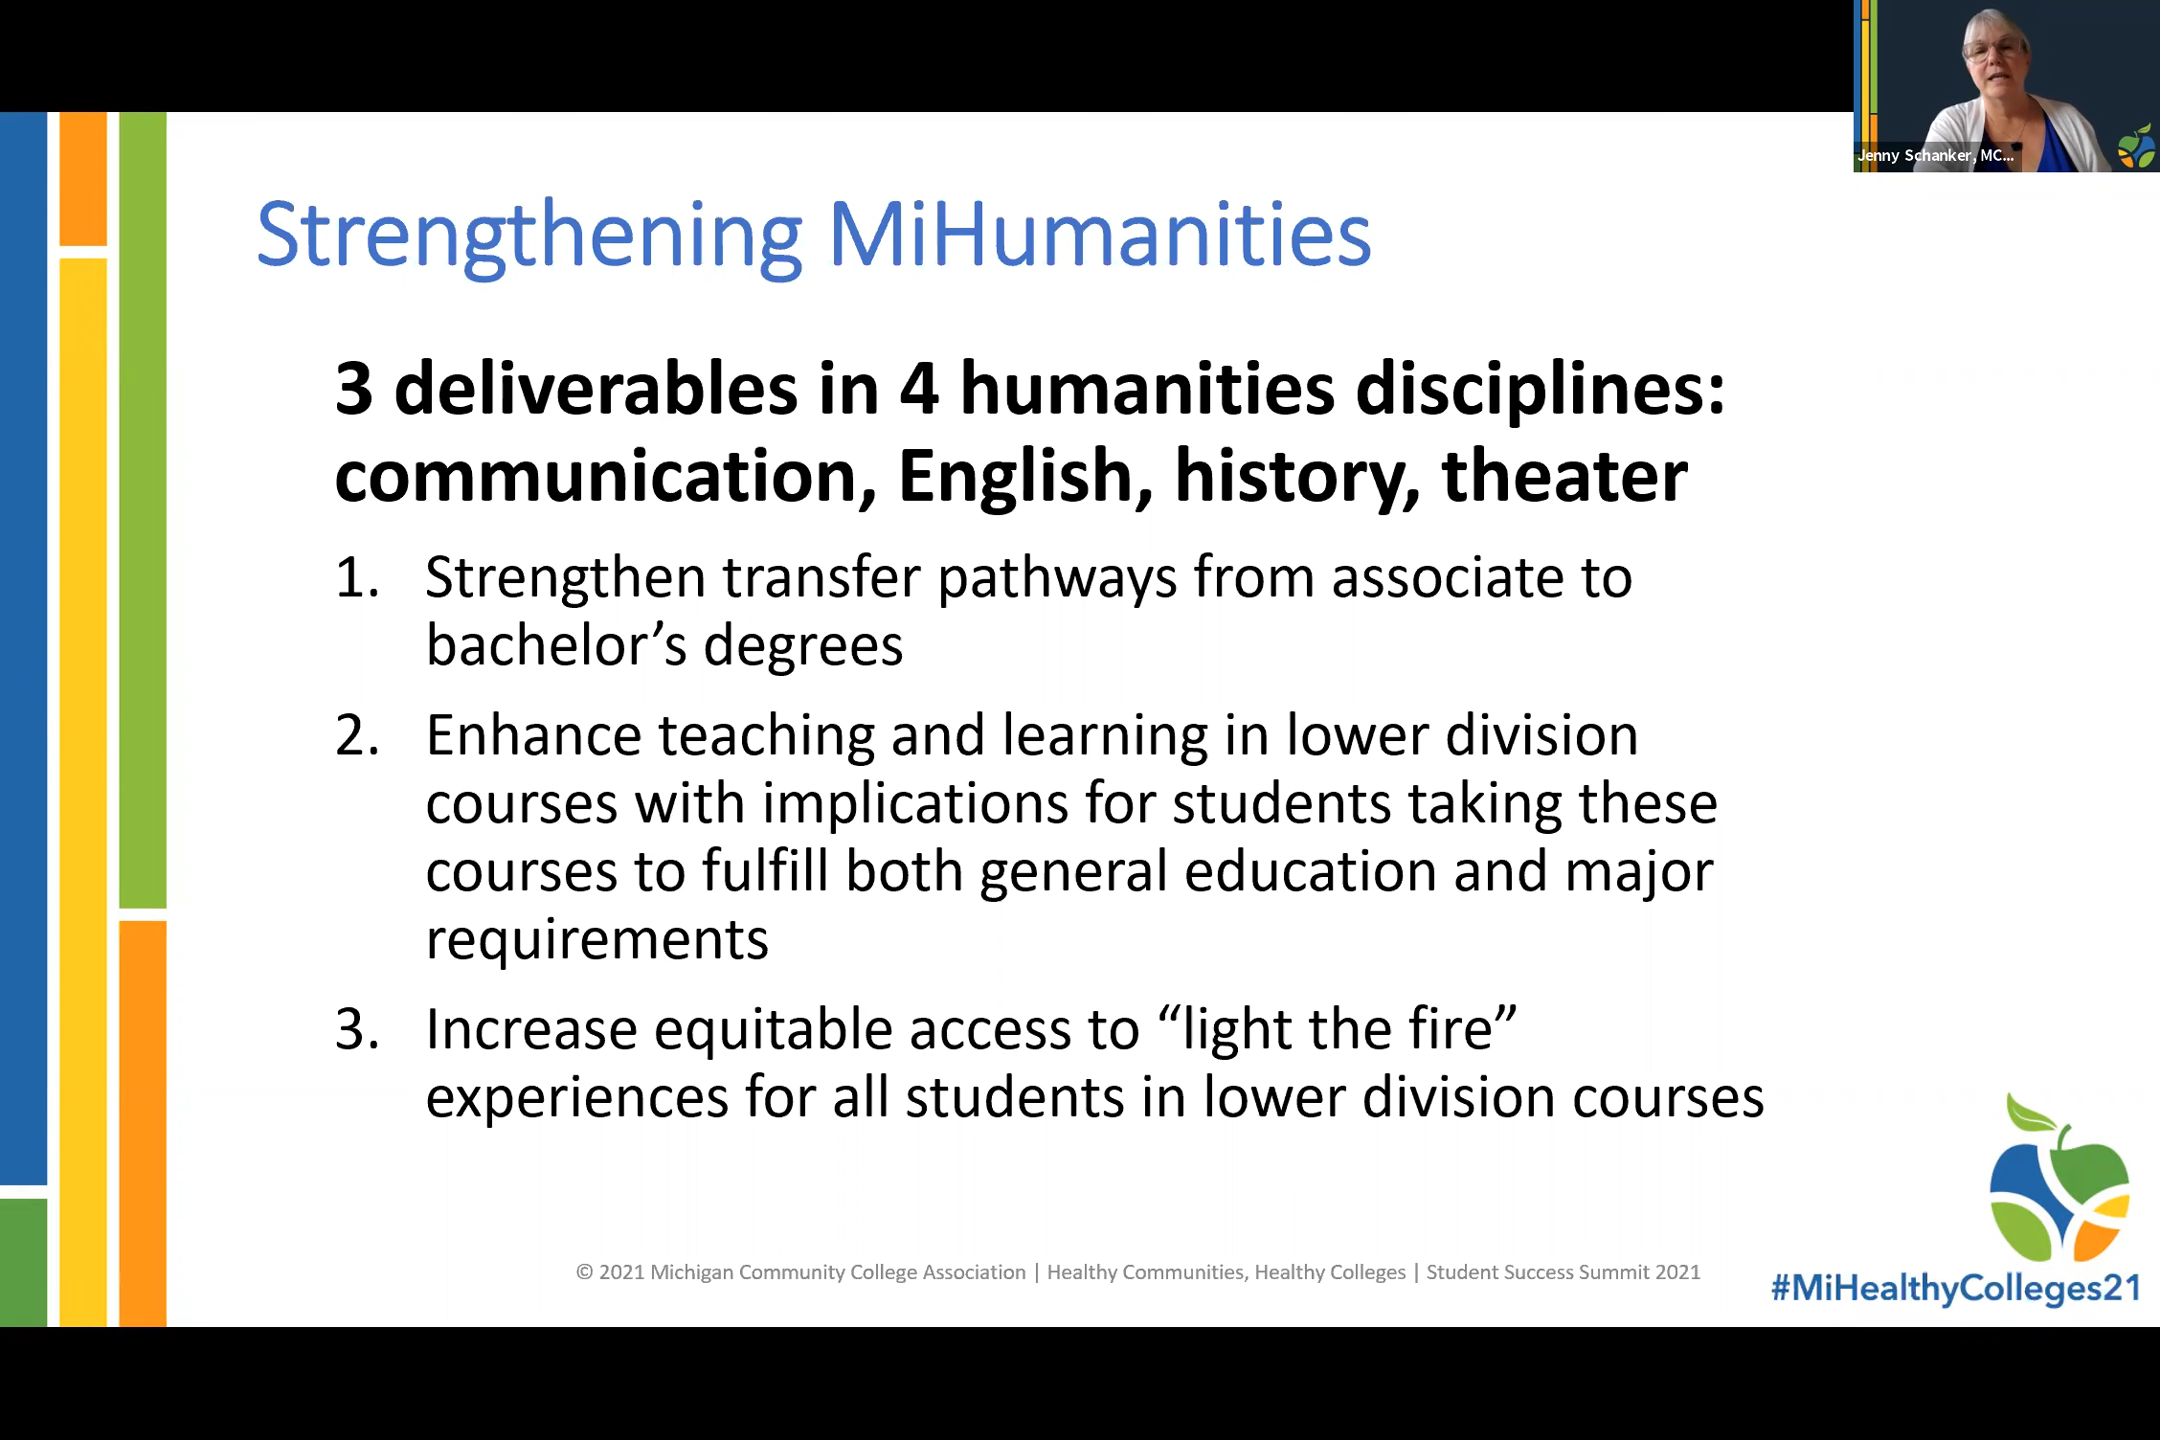 Jenny Schanker, MC...
Strengthening MiHumanities
3 deliverables in 4 humanities disciplines:
communication, English, history, theater
1. Strengthen transfer pathways from associate to
bachelor’s degrees
2. Enhance teaching and learning in lower division
courses with implications for students taking these
courses to fulfill both general education and major
requirements
3. Increase equitable access to “light the fire”
experiences for all students in lower division courses
© 2021 Michigan Community College Association | Healthy Communities, Healthy Colleges | Student Success Summit 2021
#MiHealthyColleges21